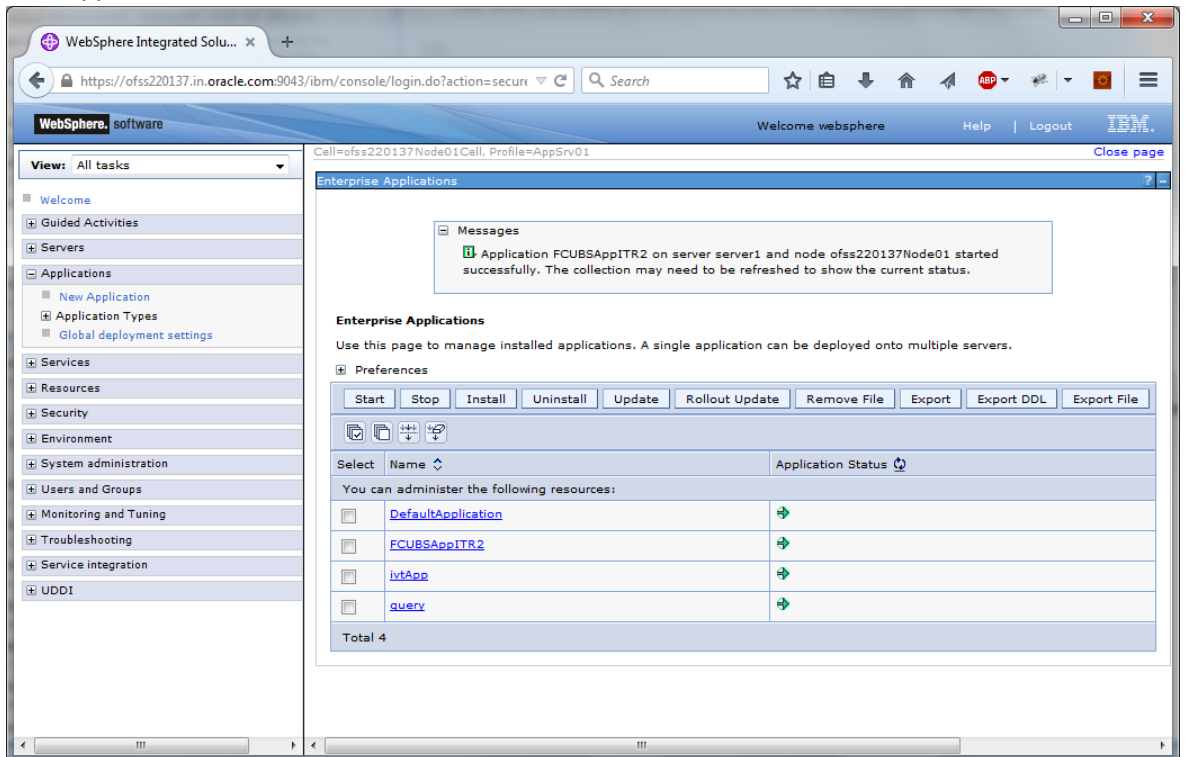 WebSphere Integrated Solu... × +
https://ofss220137.in.oracle.com:9043/ibm/console/login.do?action=secure
Search
ABP
WebSphere. software
Welcome websphere
Help | Logout
IBM.
View: All tasks
Welcome
Guided Activities
Servers
Applications
New Application
Application Types
Global deployment settings
Services
Resources
Security
Environment
System administration
Users and Groups
Monitoring and Tuning
Troubleshooting
Service integration
UDDI
Cell=ofss220137Node01Cell, Profile=AppSrv01
Close page
Enterprise Applications
? -
Messages
Application FCUBSAppITR2 on server server1 and node ofss220137Node01 started
successfully. The collection may need to be refreshed to show the current status.
Enterprise Applications
Use this page to manage installed applications. A single application can be deployed onto multiple servers.
Preferences
Start Stop Install Uninstall Update Rollout Update Remove File Export Export DDL Export File
Select Name Application Status
You can administer the following resources:
DefaultApplication
FCUBSAppITR2
ivtApp
query
Total 4